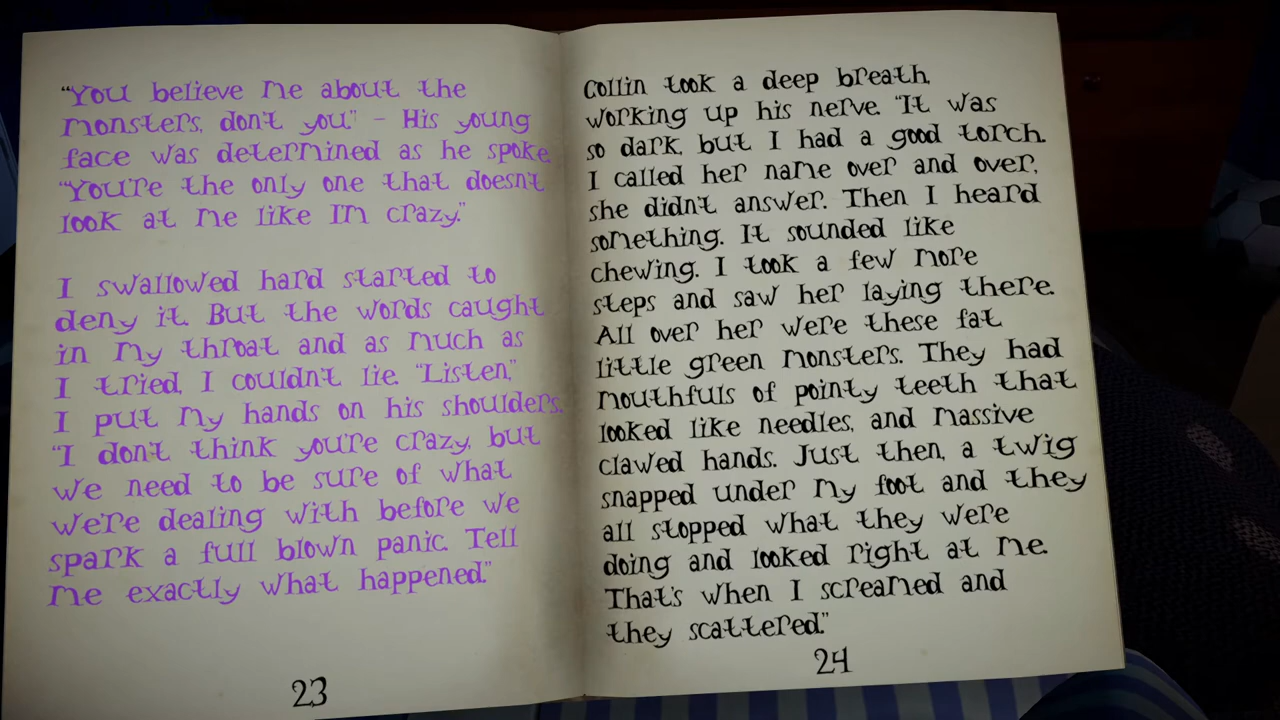 "You believe me about the
monsters, don't you." - His young
face was determined as he spoke.
"You're the only one that doesn't
look at me like I'm crazy."
I swallowed hard started to
deny it. But the words caught
in my throat and as much as
I tried, I couldn't lie. "Listen,"
I put my hands on his shoulders.
"I don't think you're crazy, but
we need to be sure of what
we're dealing with before we
spark a full blown panic. Tell
me exactly what happened."
23
Collin took a deep breath,
working up his nerve. "It was
so dark, but I had a good torch.
I called her name over and over,
she didn't answer. Then I heard
something. It sounded like
chewing. I took a few more
steps and saw her laying there.
All over her were these fat
little green monsters. They had
mouthfuls of pointy teeth that
looked like needles, and massive
clawed hands. Just then, a twig
snapped under my foot and they
all stopped what they were
doing and looked right at me.
That's when I screamed and
they scattered."
24